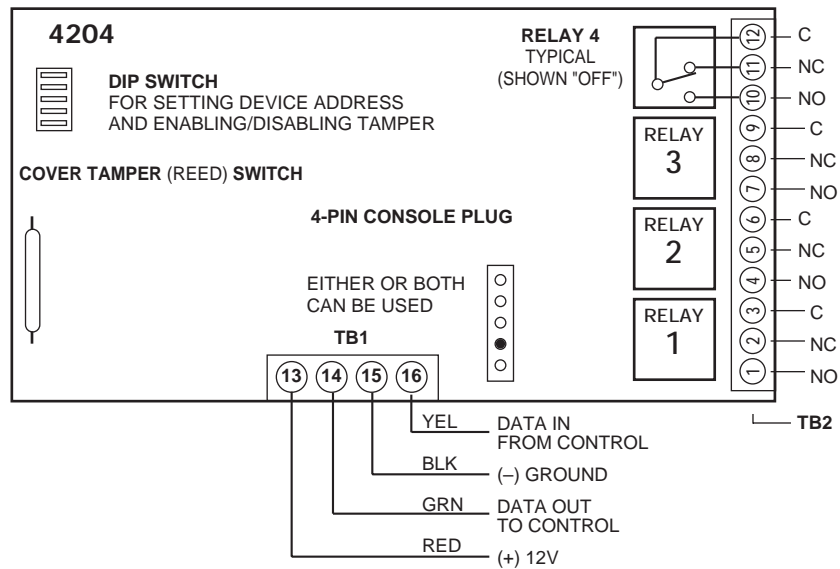 4204
DIP SWITCH
FOR SETTING DEVICE ADDRESS
AND ENABLING/DISABLING TAMPER
COVER TAMPER (REED) SWITCH
4-PIN CONSOLE PLUG
EITHER OR BOTH
CAN BE USED
TB1
13 14 15 16
RELAY 4
TYPICAL
(SHOWN "OFF")
RELAY
3
RELAY
2
RELAY
1
12 C
11 NC
10 NO
9 C
8 NC
7 NO
6 C
5 NC
4 NO
3 C
2 NC
1 NO
TB2
YEL DATA IN
FROM CONTROL
BLK (–) GROUND
GRN DATA OUT
TO CONTROL
RED (+) 12V